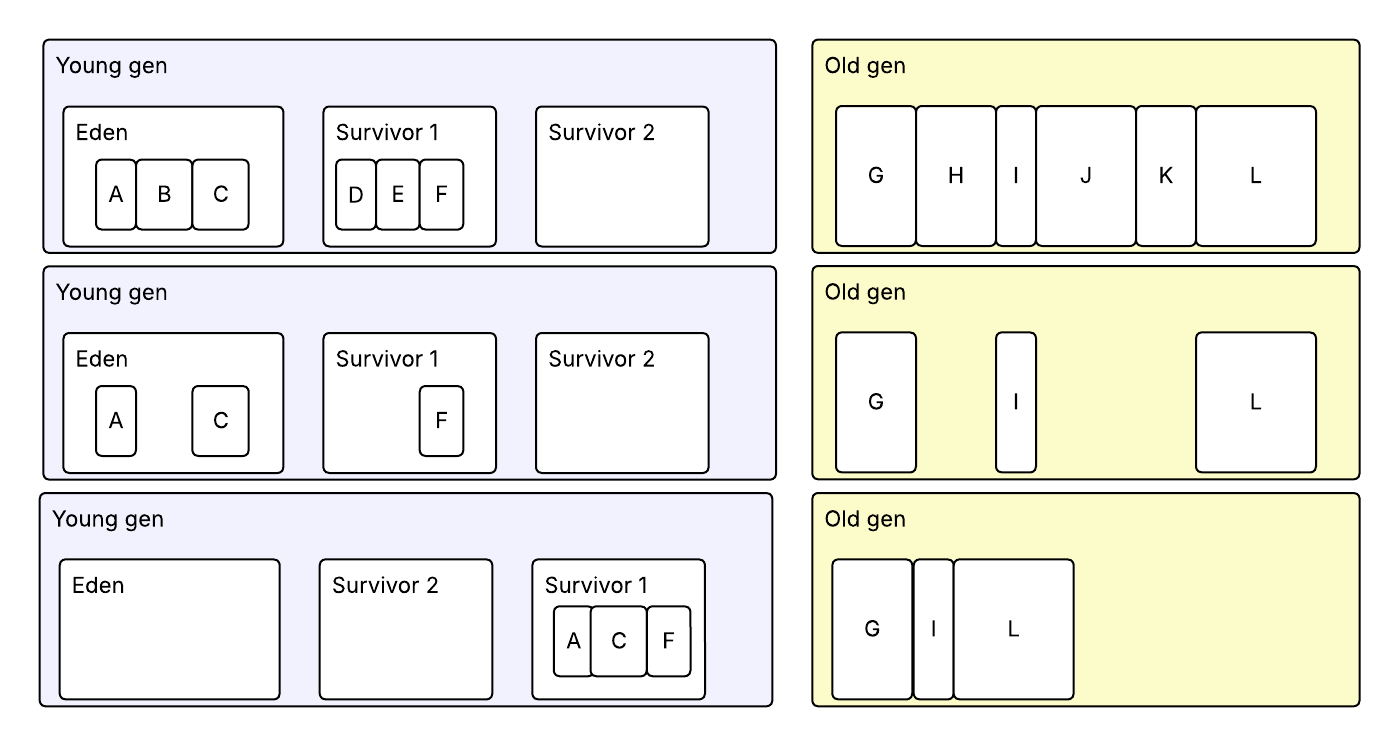 Young gen
Old gen
Eden
Survivor 1
Survivor 2
A B C
D E F
G H I J K L
Young gen
Old gen
Eden
Survivor 1
Survivor 2
A C
F
G I L
Young gen
Old gen
Eden
Survivor 2
Survivor 1
A C F
G I L